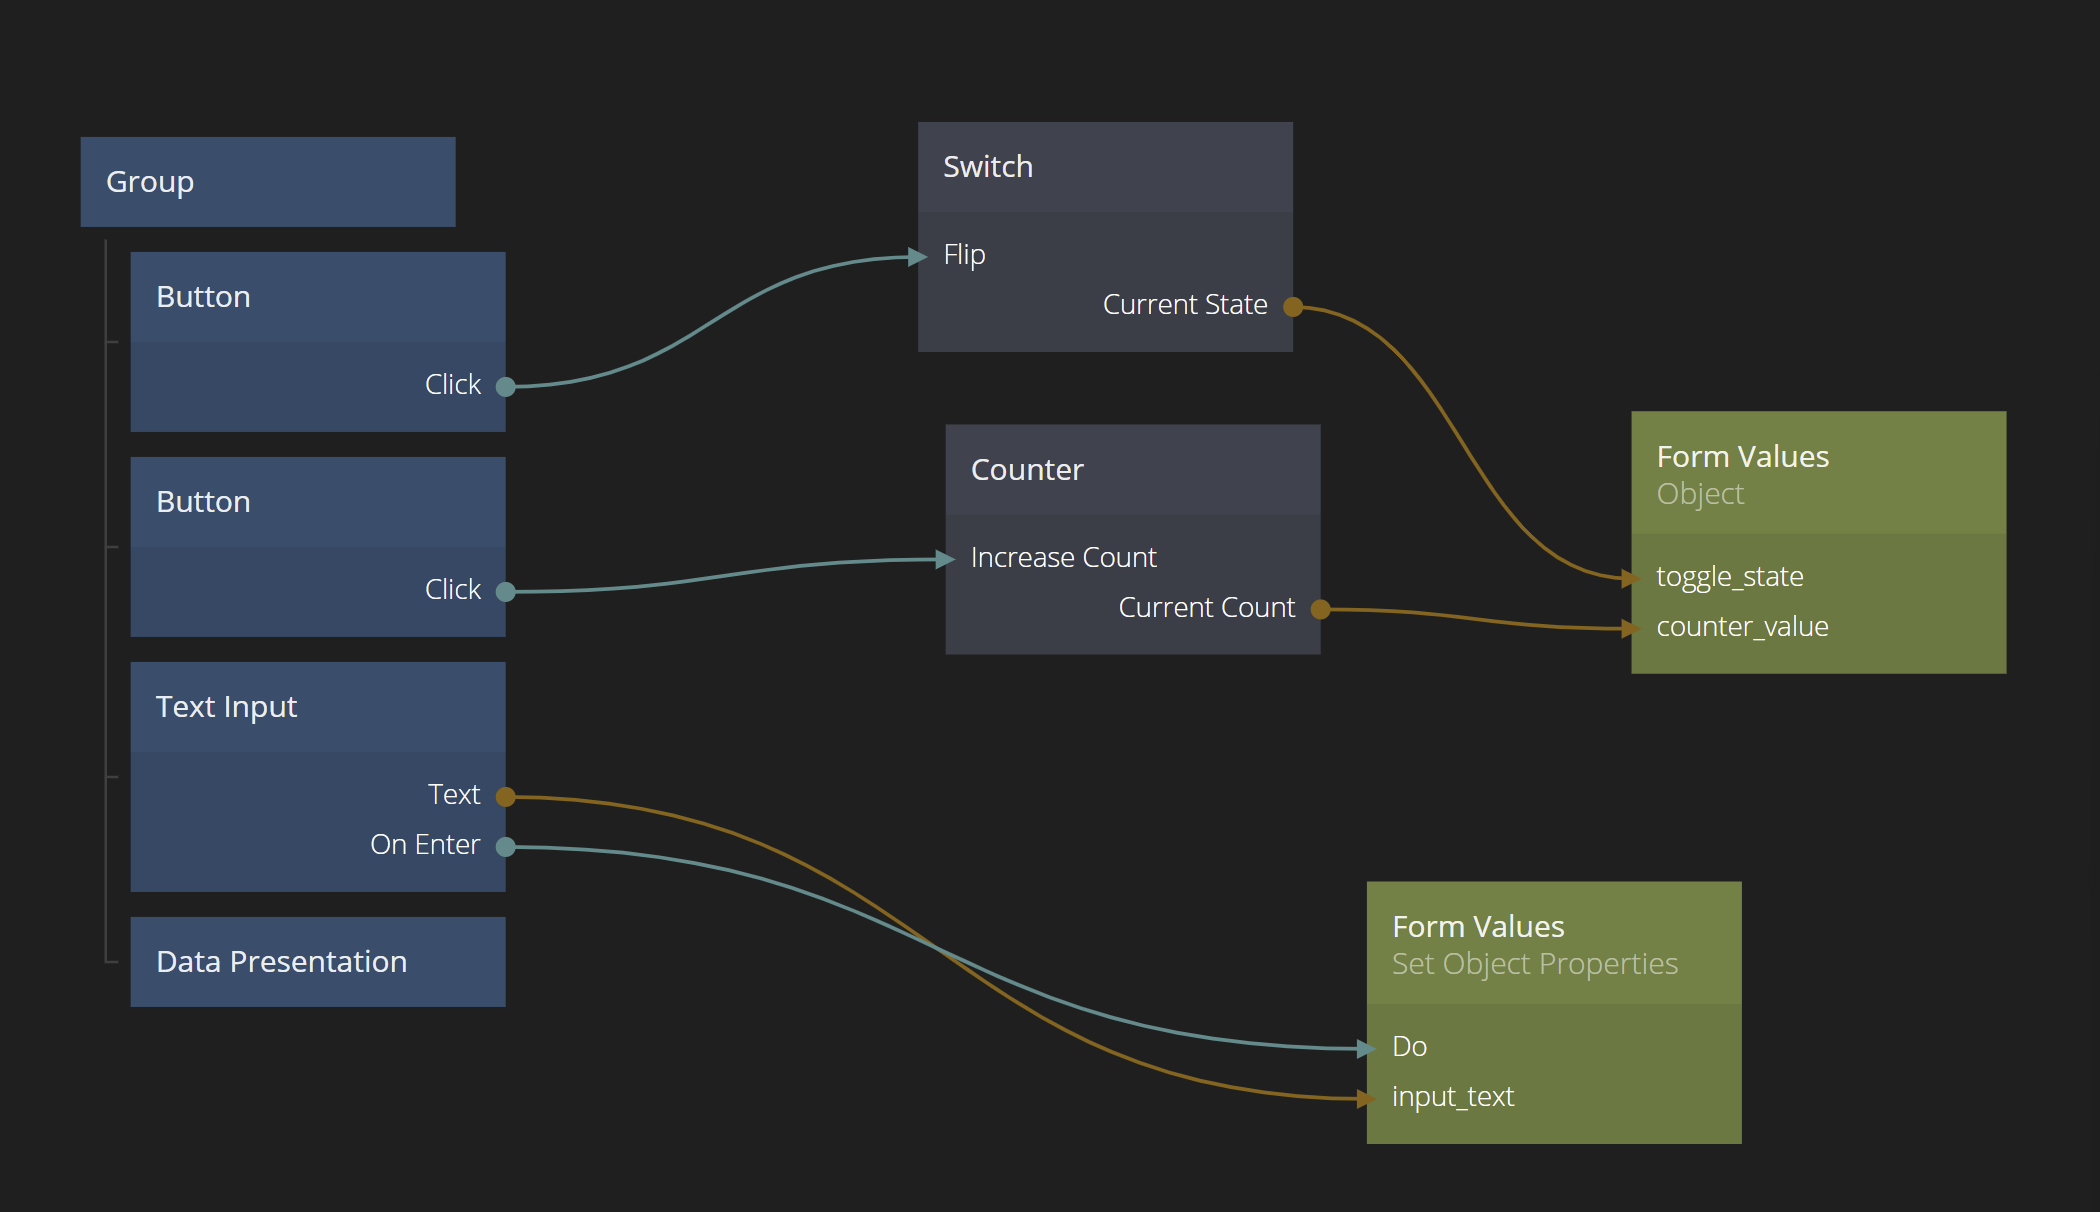 Group
Button
Click
Button
Click
Text Input
Text
On Enter
Data Presentation
Switch
Flip
Current State
Counter
Increase Count
Current Count
Form Values
Object
toggle_state
counter_value
Form Values
Set Object Properties
Do
input_text